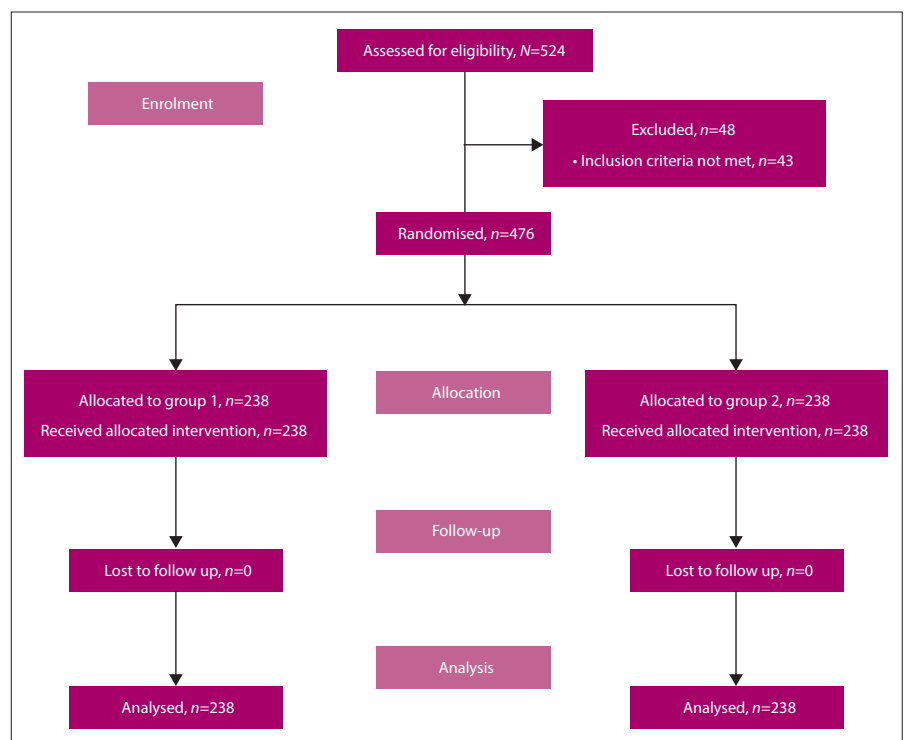 Assessed for eligibility, N=524
Enrolment
Excluded, n=48
• Inclusion criteria not met, n=43
Randomised, n=476
Allocated to group 1, n=238
Received allocated intervention, n=238
Allocation
Allocated to group 2, n=238
Received allocated intervention, n=238
Follow-up
Lost to follow up, n=0
Lost to follow up, n=0
Analysis
Analysed, n=238
Analysed, n=238